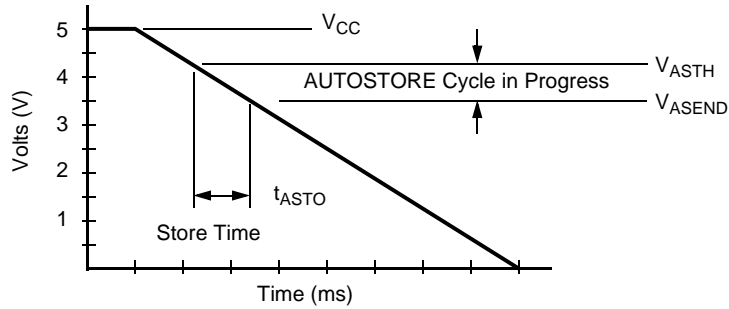 V_CC
5
V_ASTH
4
AUTOSTORE Cycle in Progress
V_ASEND
3
Volts (V)
2
t_ASTO
1
Store Time
Time (ms)